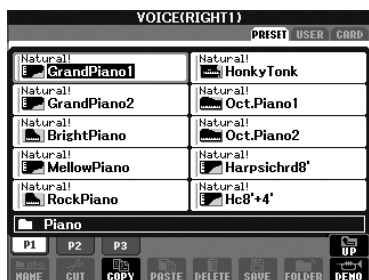 VOICE(RIGHT1)
PRESET USER CARD
Natural!
GrandPiano1
Natural!
HonkyTonk
Natural!
GrandPiano2
Natural!
Oct.Piano1
Natural!
BrightPiano
Natural!
Oct.Piano2
Natural!
MellowPiano
Natural!
Harpsichrd8'
Natural!
RockPiano
Natural!
Hc8'+4'
Piano
P1 P2 P3 UP
NAME CUT COPY PASTE DELETE SAVE FOLDER DEMO